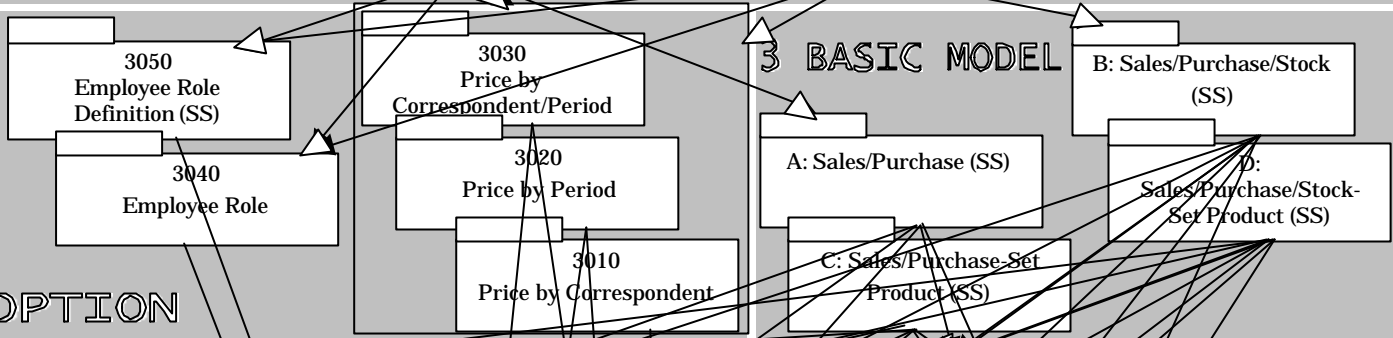 3050
Employee Role
Definition (SS)
3040
Employee Role
OPTION
3030
Price by
Correspondent/Period
3020
Price by Period
3010
Price by Correspondent
3 BASIC MODEL
A: Sales/Purchase (SS)
C: Sales/Purchase-Set
Product (SS)
B: Sales/Purchase/Stock
(SS)
D:
Sales/Purchase/Stock-
Set Product (SS)